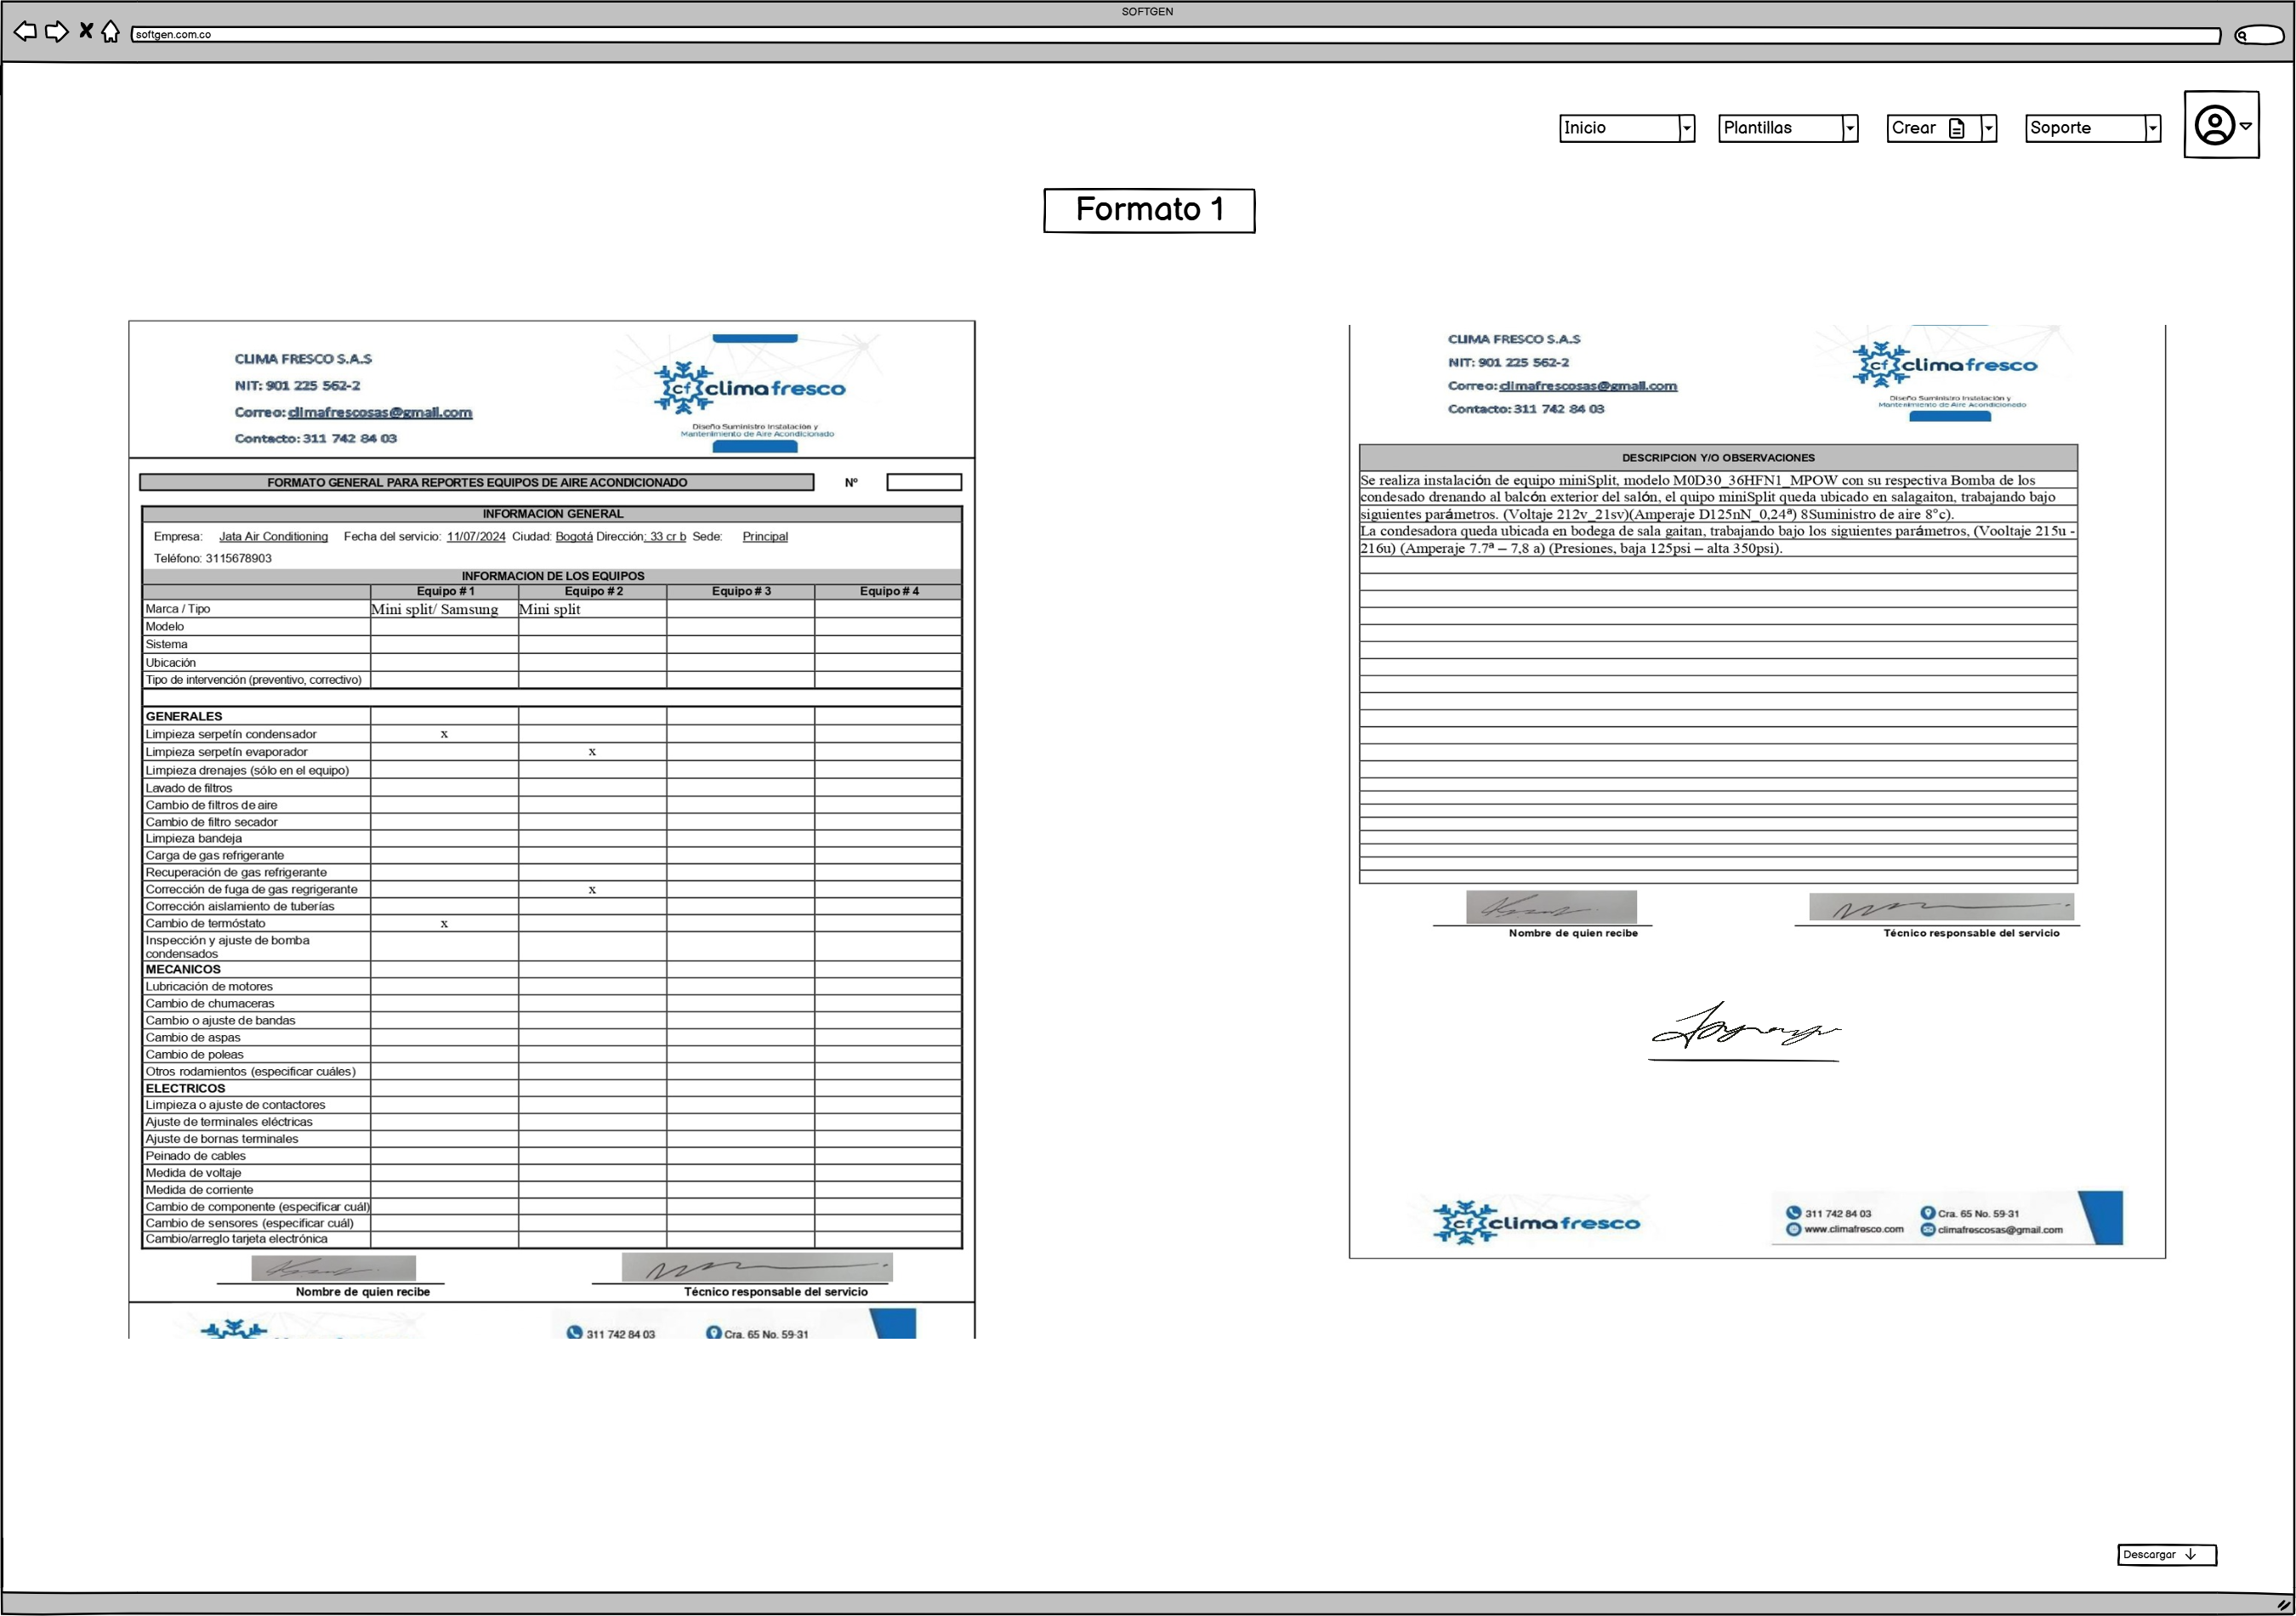 SOFTGEN
softgen.com.co
Inicio
Plantillas
Crear
Soporte
Formato 1
CLIMA FRESCO S.A.S
NIT: 901 225 562-2
Correo: climafrescosas@gmail.com
Contacto: 311 742 84 03
cf climafresco
Diseño Suministro Instalación y
Mantenimiento de Aire Acondicionado
FORMATO GENERAL PARA REPORTES EQUIPOS DE AIRE ACONDICIONADO Nº
INFORMACION GENERAL
Empresa: Jata Air Conditioning Fecha del servicio: 11/07/2024 Ciudad: Bogotá Dirección: 33 cr b Sede: Principal
Teléfono: 3115678903
INFORMACION DE LOS EQUIPOS
Equipo # 1 Equipo # 2 Equipo # 3 Equipo # 4
Marca / Tipo Mini split/ Samsung Mini split
Modelo
Sistema
Ubicación
Tipo de intervención (preventivo, correctivo)
GENERALES
Limpieza serpetín condensador x
Limpieza serpetín evaporador x
Limpieza drenajes (sólo en el equipo)
Lavado de filtros
Cambio de filtros de aire
Cambio de filtro secador
Limpieza bandeja
Carga de gas refrigerante
Recuperación de gas refrigerante
Corrección de fuga de gas regrigerante x
Corrección aislamiento de tuberías
Cambio de termóstato x
Inspección y ajuste de bomba
condensados
MECANICOS
Lubricación de motores
Cambio de chumaceras
Cambio o ajuste de bandas
Cambio de aspas
Cambio de poleas
Otros rodamientos (especificar cuáles)
ELECTRICOS
Limpieza o ajuste de contactores
Ajuste de terminales eléctricas
Ajuste de bornas terminales
Peinado de cables
Medida de voltaje
Medida de corriente
Cambio de componente (especificar cuál)
Cambio de sensores (especificar cuál)
Cambio/arreglo tarjeta electrónica
Nombre de quien recibe Técnico responsable del servicio
311 742 84 03 Cra. 65 No. 59-31
CLIMA FRESCO S.A.S
NIT: 901 225 562-2
Correo: climafrescosas@gmail.com
Contacto: 311 742 84 03
cf climafresco
Diseño Suministro Instalación y
Mantenimiento de Aire Acondicionado
DESCRIPCION Y/O OBSERVACIONES
Se realiza instalación de equipo miniSplit, modelo M0D30_36HFN1_MPOW con su respectiva Bomba de los
condesado drenando al balcón exterior del salón, el quipo miniSplit queda ubicado en salagaiton, trabajando bajo
siguientes parámetros. (Voltaje 212v_21sv)(Amperaje D125nN_0,24ª) 8Suministro de aire 8°c).
La condesadora queda ubicada en bodega de sala gaitan, trabajando bajo los siguientes parámetros, (Vooltaje 215u -
216u) (Amperaje 7.7ª – 7,8 a) (Presiones, baja 125psi – alta 350psi).
Nombre de quien recibe Técnico responsable del servicio
cf climafresco
311 742 84 03 Cra. 65 No. 59-31
www.climafresco.com climafrescosas@gmail.com
Descargar